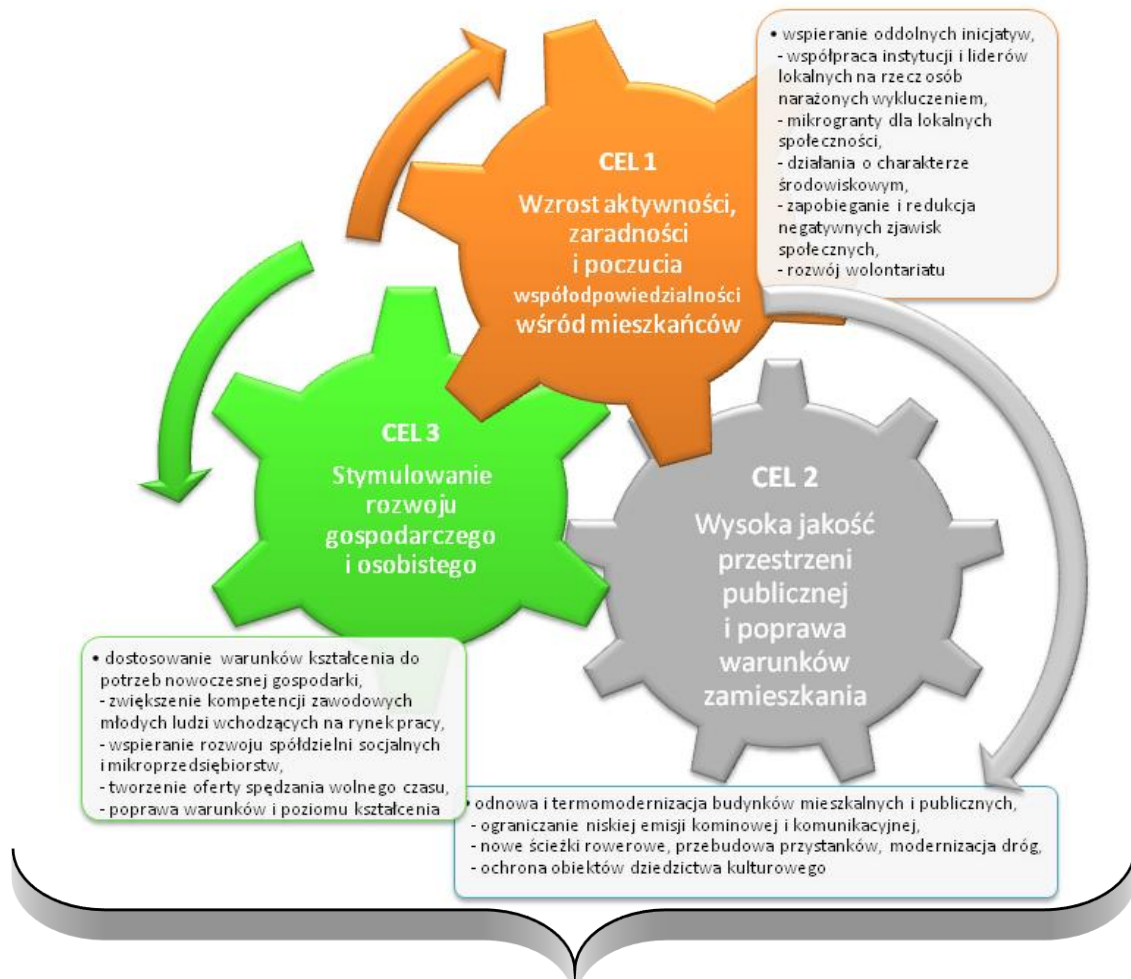 • wspieranie oddolnych inicjatyw,
- współpraca instytucji i liderów
lokalnych na rzecz osób
narażonych wykluczeniem,
- mikrogranty dla lokalnych
społeczności,
- działania o charakterze
środowiskowym,
- zapobieganie i redukcja
negatywnych zjawisk
społecznych,
- rozwój wolontariatu
CEL 1
Wzrost aktywności,
zaradności
i poczucia
współodpowiedzialności
wśród mieszkańców
CEL 3
Stymulowanie
rozwoju
gospodarczego
i osobistego
CEL 2
Wysoka jakość
przestrzeni
publicznej
i poprawa
warunków
zamieszkania
• dostosowanie warunków kształcenia do
potrzeb nowoczesnej gospodarki,
- zwiększenie kompetencji zawodowych
młodych ludzi wchodzących na rynek pracy,
- wspieranie rozwoju spółdzielni socjalnych
i mikroprzedsiębiorstw,
- tworzenie oferty spędzania wolnego czasu,
- poprawa warunków i poziomu kształcenia
• odnowa i termomodernizacja budynków mieszkalnych i publicznych,
- ograniczanie niskiej emisji kominowej i komunikacyjnej,
- nowe ścieżki rowerowe, przebudowa przystanków, modernizacja dróg,
- ochrona obiektów dziedzictwa kulturowego